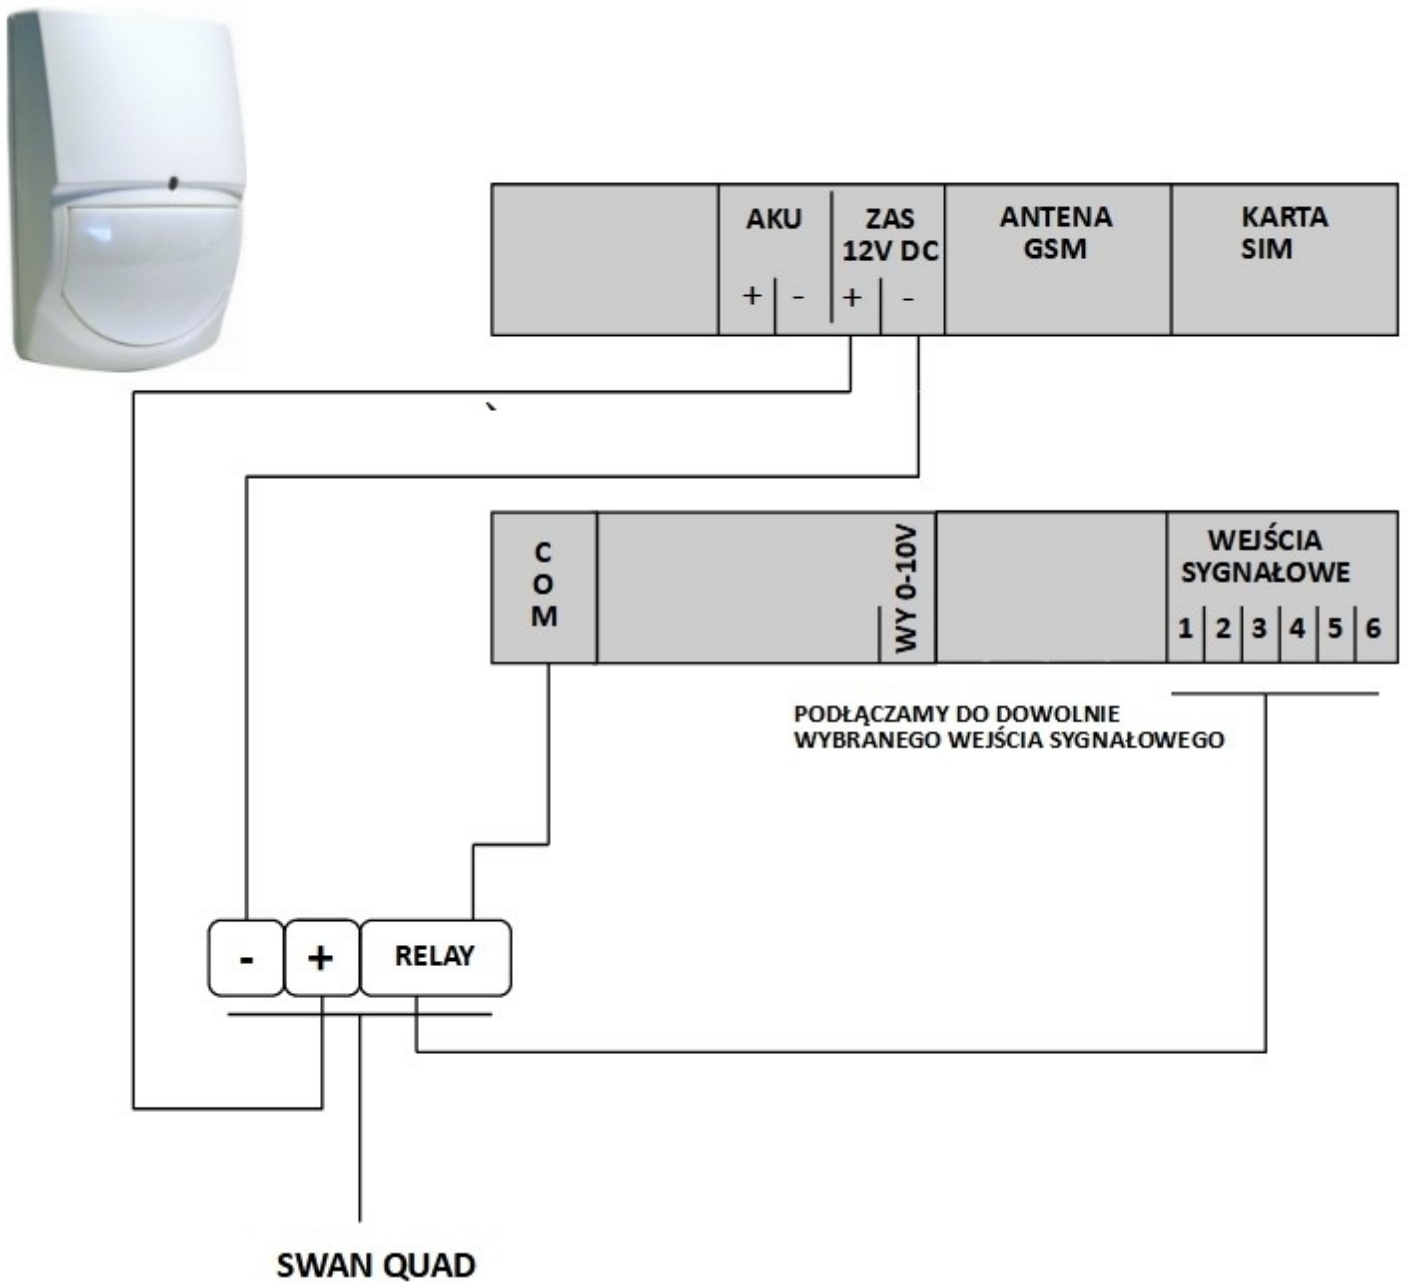 AKU
+ -
ZAS
12V DC
+ -
ANTENA
GSM
KARTA
SIM
C
O
M
WY 0-10V
WEJŚCIA
SYGNAŁOWE
1 2 3 4 5 6
PODŁĄCZAMY DO DOWOLNIE
WYBRANEGO WEJŚCIA SYGNAŁOWEGO
- + RELAY
SWAN QUAD